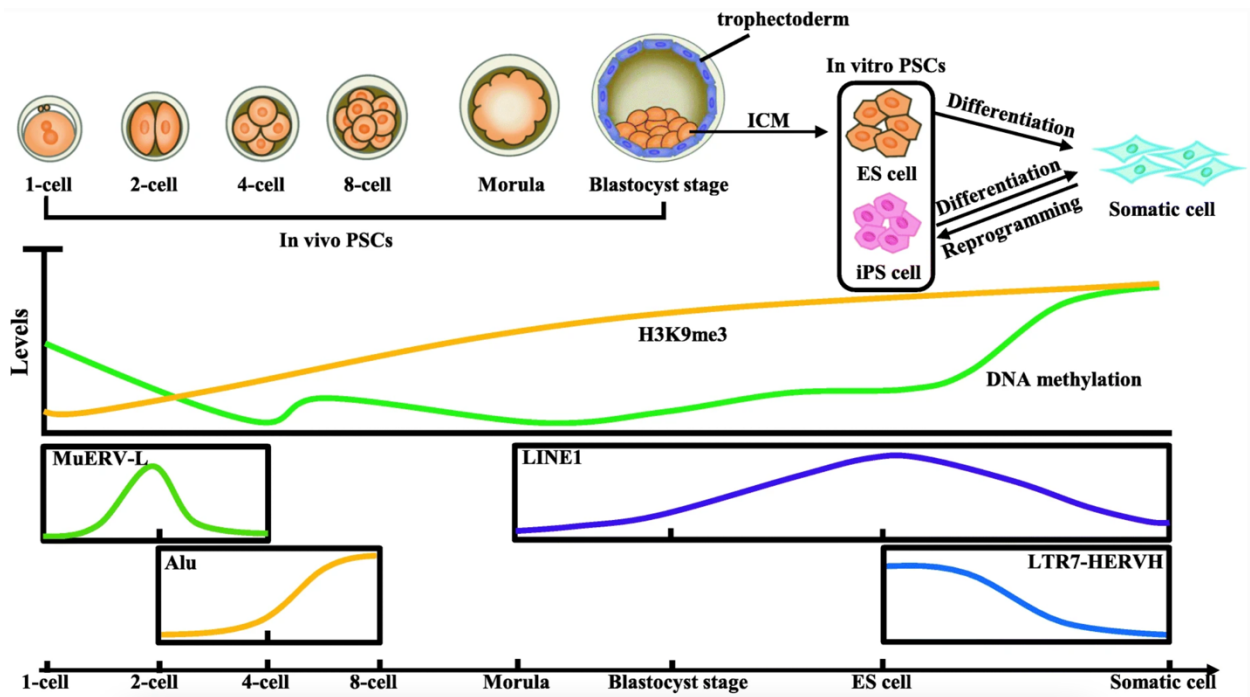 trophectoderm
In vitro PSCs
ICM
Differentiation
ES cell
Differentiation
Reprogramming
iPS cell
Somatic cell
1-cell
2-cell
4-cell
8-cell
Morula
Blastocyst stage
In vivo PSCs
Levels
H3K9me3
DNA methylation
MuERV-L
LINE1
Alu
LTR7-HERVH
1-cell
2-cell
4-cell
8-cell
Morula
Blastocyst stage
ES cell
Somatic cell